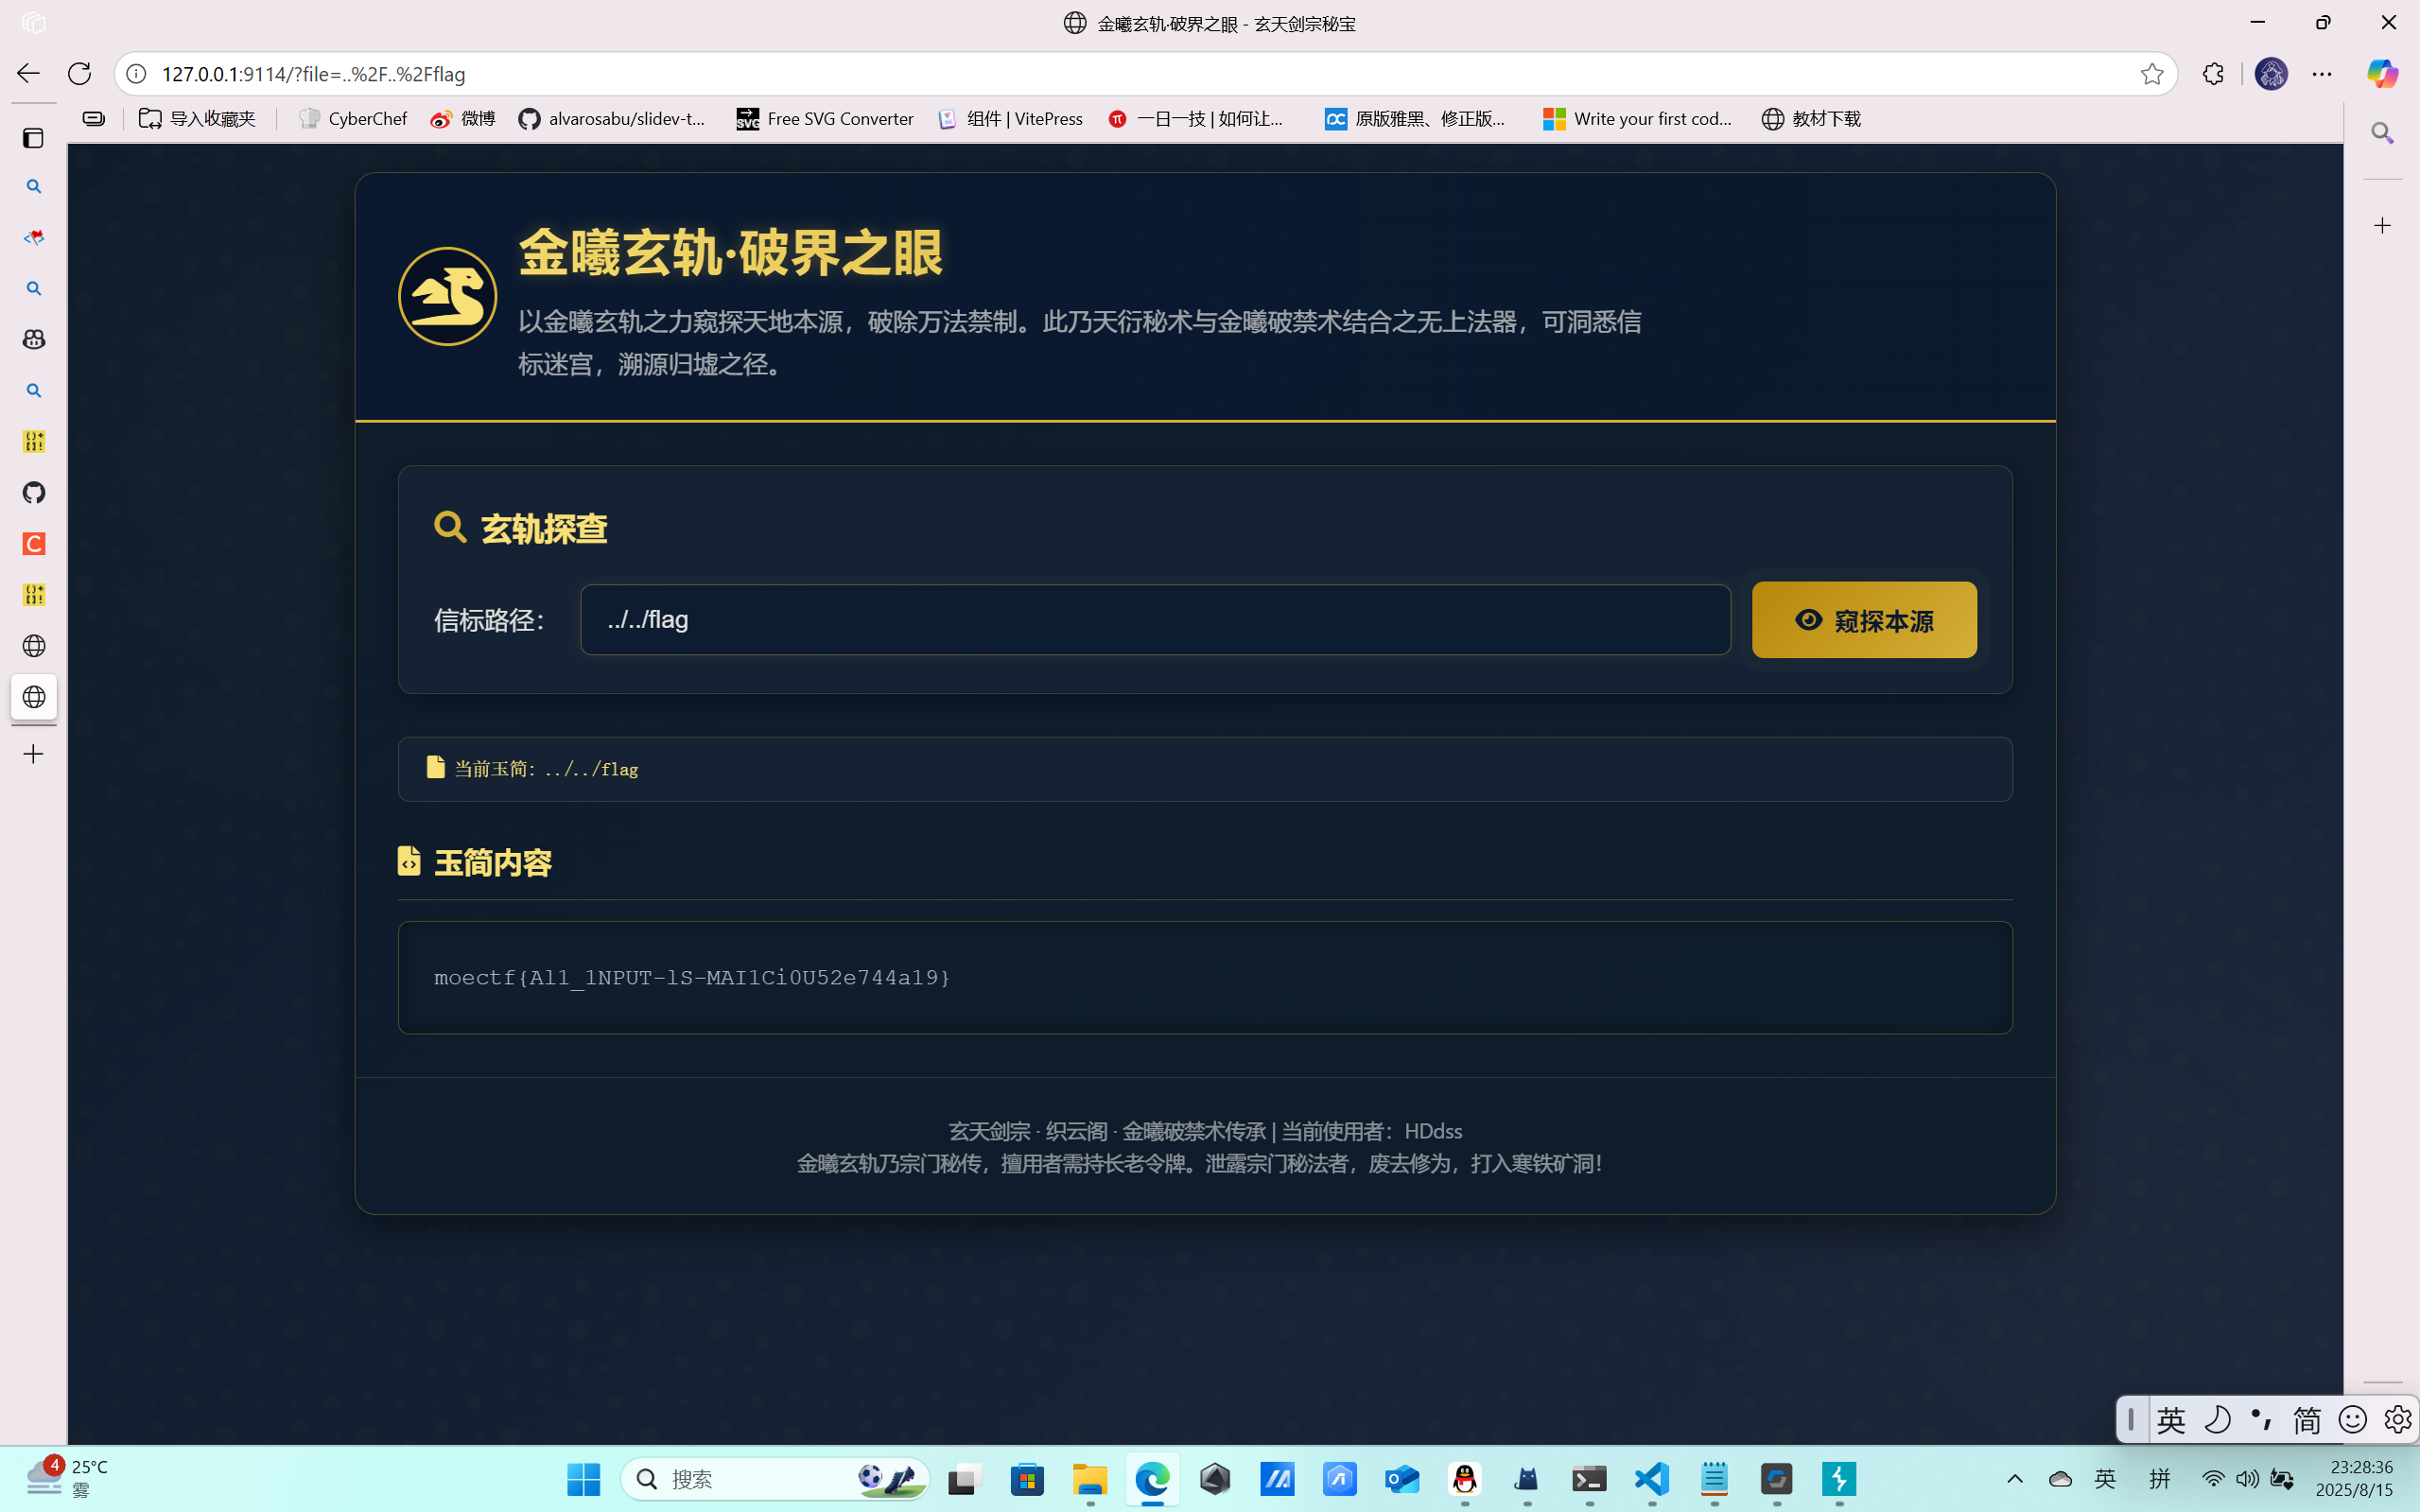 金曦玄轨·破界之眼 - 玄天剑宗秘宝
127.0.0.1:9114/?file=..%2F..%2Fflag
导入收藏夹
CyberChef
微博
alvarosabu/slidev-t...
Free SVG Converter
组件 | VitePress
一日一技 | 如何让...
原版雅黑、修正版...
Write your first cod...
教材下载
金曦玄轨·破界之眼
以金曦玄轨之力窥探天地本源，破除万法禁制。此乃天衍秘术与金曦破禁术结合之无上法器，可洞悉信
标迷宫，溯源归墟之径。
玄轨探查
信标路径：
../../flag
窥探本源
当前玉简：../../flag
玉简内容
moectf{Al1_1NPUT-lS-MAI1Ci0U52e744a19}
玄天剑宗 · 织云阁 · 金曦破禁术传承 | 当前使用者：HDdss
金曦玄轨乃宗门秘传，擅用者需持长老令牌。泄露宗门秘法者，废去修为，打入寒铁矿洞！
英
简
4
25°C
雾
搜索
英
拼
23:28:36
2025/8/15